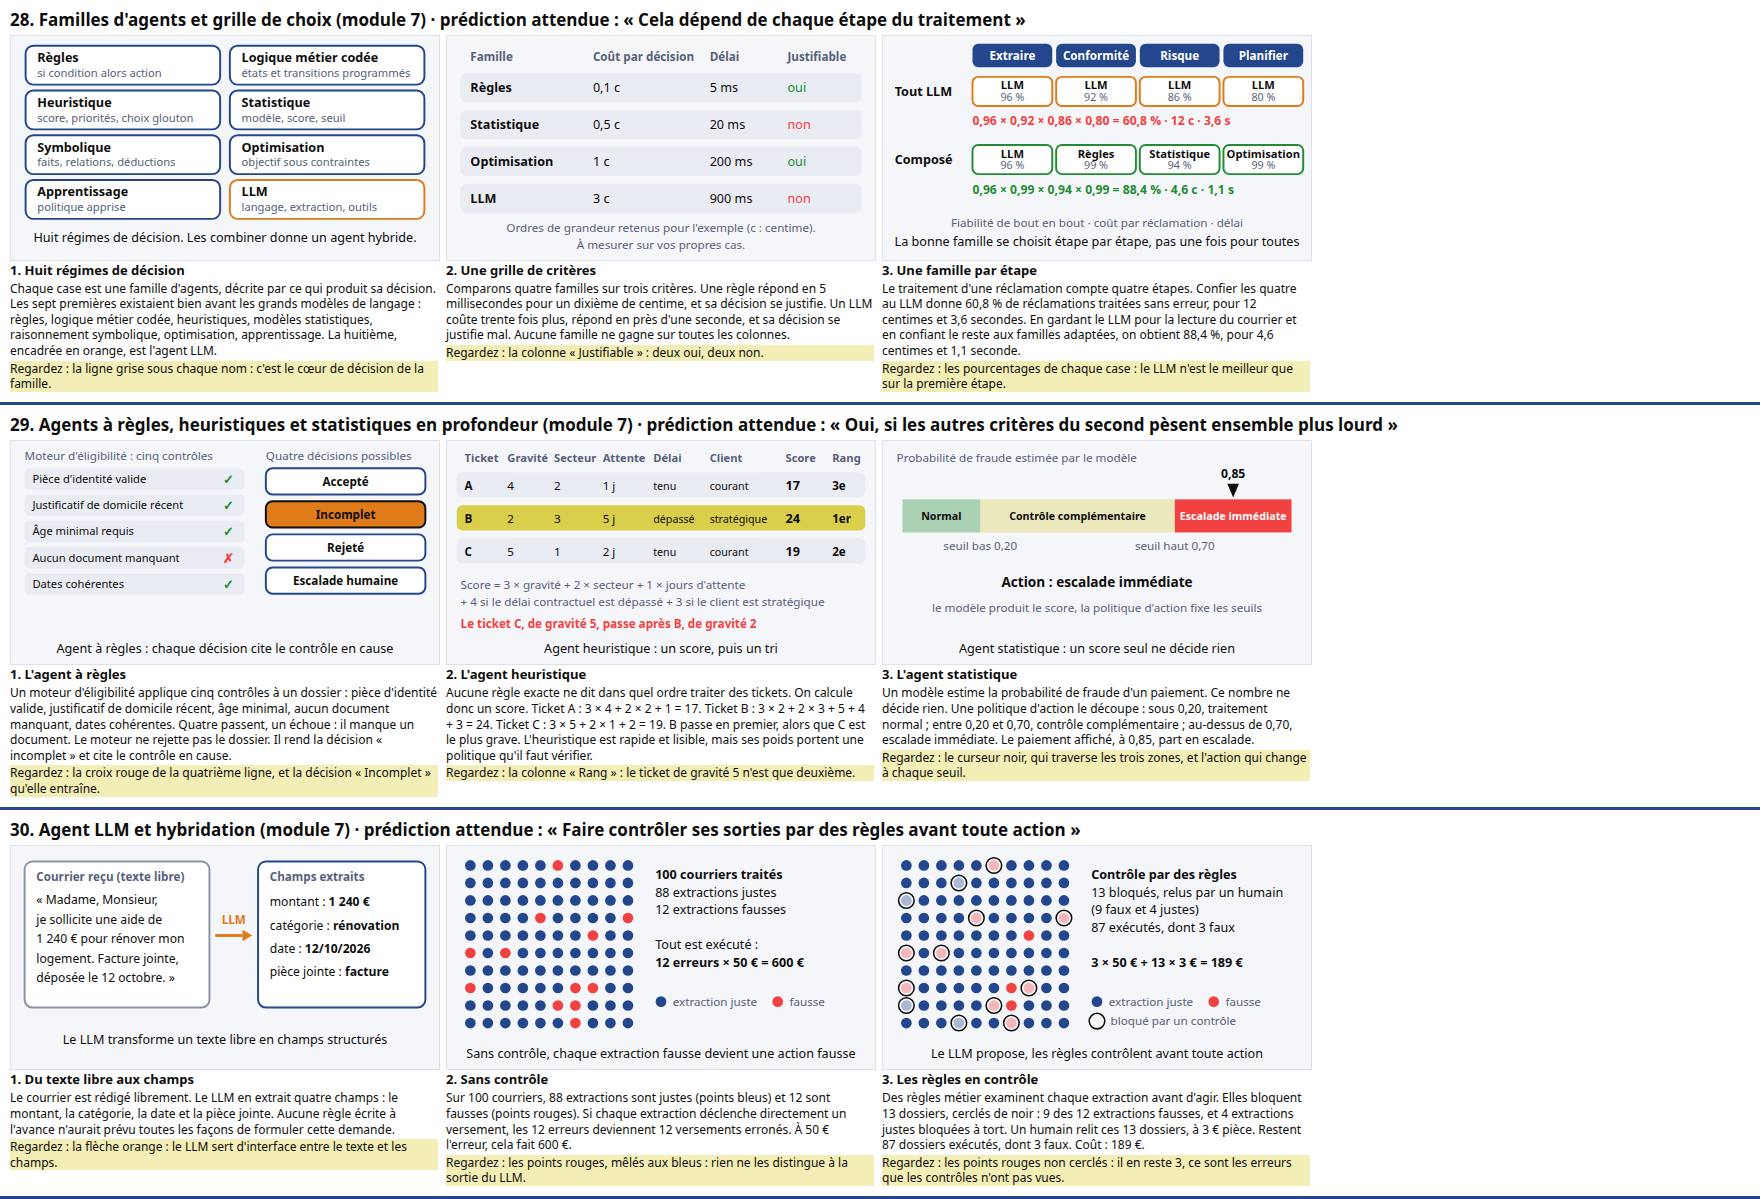 28. Familles d'agents et grille de choix (module 7) · prédiction attendue : « Cela dépend de chaque étape du traitement »
Règles
si condition alors action
Logique métier codée
états et transitions programmés
Heuristique
score, priorités, choix glouton
Statistique
modèle, score, seuil
Symbolique
faits, relations, déductions
Optimisation
objectif sous contraintes
Apprentissage
politique apprise
LLM
langage, extraction, outils
Huit régimes de décision. Les combiner donne un agent hybride.
Famille Coût par décision Délai Justifiable
Règles 0,1 c 5 ms oui
Statistique 0,5 c 20 ms non
Optimisation 1 c 200 ms oui
LLM 3 c 900 ms non
Ordres de grandeur retenus pour l'exemple (c : centime).
À mesurer sur vos propres cas.
Extraire Conformité Risque Planifier
Tout LLM
LLM LLM LLM LLM
96 % 92 % 86 % 80 %
0,96 × 0,92 × 0,86 × 0,80 = 60,8 % · 12 c · 3,6 s
Composé
LLM Règles Statistique Optimisation
96 % 99 % 94 % 99 %
0,96 × 0,99 × 0,94 × 0,99 = 88,4 % · 4,6 c · 1,1 s
Fiabilité de bout en bout · coût par réclamation · délai
La bonne famille se choisit étape par étape, pas une fois pour toutes
1. Huit régimes de décision
Chaque case est une famille d'agents, décrite par ce qui produit sa décision.
Les sept premières existaient bien avant les grands modèles de langage :
règles, logique métier codée, heuristiques, modèles statistiques,
raisonnement symbolique, optimisation, apprentissage. La huitième,
encadrée en orange, est l'agent LLM.
Regardez : la ligne grise sous chaque nom : c'est le cœur de décision de la
famille.
2. Une grille de critères
Comparons quatre familles sur trois critères. Une règle répond en 5
millisecondes pour un dixième de centime, et sa décision se justifie. Un LLM
coûte trente fois plus, répond en près d'une seconde, et sa décision se
justifie mal. Aucune famille ne gagne sur toutes les colonnes.
Regardez : la colonne « Justifiable » : deux oui, deux non.
3. Une famille par étape
Le traitement d'une réclamation compte quatre étapes. Confier les quatre
au LLM donne 60,8 % de réclamations traitées sans erreur, pour 12
centimes et 3,6 secondes. En gardant le LLM pour la lecture du courrier et
en confiant le reste aux familles adaptées, on obtient 88,4 %, pour 4,6
centimes et 1,1 seconde.
Regardez : les pourcentages de chaque case : le LLM n'est le meilleur que
sur la première étape.
29. Agents à règles, heuristiques et statistiques en profondeur (module 7) · prédiction attendue : « Oui, si les autres critères du second pèsent ensemble plus lourd »
Moteur d'éligibilité : cinq contrôles
Pièce d'identité valide ✓
Justificatif de domicile récent ✓
Âge minimal requis ✓
Aucun document manquant ✗
Dates cohérentes ✓
Quatre décisions possibles
Accepté
Incomplet
Rejeté
Escalade humaine
Agent à règles : chaque décision cite le contrôle en cause
Ticket Gravité Secteur Attente Délai Client Score Rang
A 4 2 1 j tenu courant 17 3e
B 2 3 5 j dépassé stratégique 24 1er
C 5 1 2 j tenu courant 19 2e
Score = 3 × gravité + 2 × secteur + 1 × jours d'attente
+ 4 si le délai contractuel est dépassé + 3 si le client est stratégique
Le ticket C, de gravité 5, passe après B, de gravité 2
Agent heuristique : un score, puis un tri
Probabilité de fraude estimée par le modèle
0,85
Normal Contrôle complémentaire Escalade immédiate
seuil bas 0,20 seuil haut 0,70
Action : escalade immédiate
le modèle produit le score, la politique d'action fixe les seuils
Agent statistique : un score seul ne décide rien
1. L'agent à règles
Un moteur d'éligibilité applique cinq contrôles à un dossier : pièce d'identité
valide, justificatif de domicile récent, âge minimal, aucun document
manquant, dates cohérentes. Quatre passent, un échoue : il manque un
document. Le moteur ne rejette pas le dossier. Il rend la décision «
incomplet » et cite le contrôle en cause.
Regardez : la croix rouge de la quatrième ligne, et la décision « Incomplet »
qu'elle entraîne.
2. L'agent heuristique
Aucune règle exacte ne dit dans quel ordre traiter des tickets. On calcule
donc un score. Ticket A : 3 × 4 + 2 × 2 + 1 = 17. Ticket B : 3 × 2 + 2 × 3 + 5 + 4
+ 3 = 24. Ticket C : 3 × 5 + 2 × 1 + 2 = 19. B passe en premier, alors que C est
le plus grave. L'heuristique est rapide et lisible, mais ses poids portent une
politique qu'il faut vérifier.
Regardez : la colonne « Rang » : le ticket de gravité 5 n'est que deuxième.
3. L'agent statistique
Un modèle estime la probabilité de fraude d'un paiement. Ce nombre ne
décide rien. Une politique d'action le découpe : sous 0,20, traitement
normal ; entre 0,20 et 0,70, contrôle complémentaire ; au-dessus de 0,70,
escalade immédiate. Le paiement affiché, à 0,85, part en escalade.
Regardez : le curseur noir, qui traverse les trois zones, et l'action qui change
à chaque seuil.
30. Agent LLM et hybridation (module 7) · prédiction attendue : « Faire contrôler ses sorties par des règles avant toute action »
Courrier reçu (texte libre)
« Madame, Monsieur,
je sollicite une aide de
1 240 € pour rénover mon
logement. Facture jointe,
déposée le 12 octobre. »
LLM
Champs extraits
montant : 1 240 €
catégorie : rénovation
date : 12/10/2026
pièce jointe : facture
Le LLM transforme un texte libre en champs structurés
100 courriers traités
88 extractions justes
12 extractions fausses
Tout est exécuté :
12 erreurs × 50 € = 600 €
extraction juste fausse
Sans contrôle, chaque extraction fausse devient une action fausse
Contrôle par des règles
13 bloqués, relus par un humain
(9 faux et 4 justes)
87 exécutés, dont 3 faux
3 × 50 € + 13 × 3 € = 189 €
extraction juste fausse
bloqué par un contrôle
Le LLM propose, les règles contrôlent avant toute action
1. Du texte libre aux champs
Le courrier est rédigé librement. Le LLM en extrait quatre champs : le
montant, la catégorie, la date et la pièce jointe. Aucune règle écrite à
l'avance n'aurait prévu toutes les façons de formuler cette demande.
Regardez : la flèche orange : le LLM sert d'interface entre le texte et les
champs.
2. Sans contrôle
Sur 100 courriers, 88 extractions sont justes (points bleus) et 12 sont
fausses (points rouges). Si chaque extraction déclenche directement un
versement, les 12 erreurs deviennent 12 versements erronés. À 50 €
l'erreur, cela fait 600 €.
Regardez : les points rouges, mêlés aux bleus : rien ne les distingue à la
sortie du LLM.
3. Les règles en contrôle
Des règles métier examinent chaque extraction avant d'agir. Elles bloquent
13 dossiers, cerclés de noir : 9 des 12 extractions fausses, et 4 extractions
justes bloquées à tort. Un humain relit ces 13 dossiers, à 3 € pièce. Restent
87 dossiers exécutés, dont 3 faux. Coût : 189 €.
Regardez : les points rouges non cerclés : il en reste 3, ce sont les erreurs
que les contrôles n'ont pas vues.